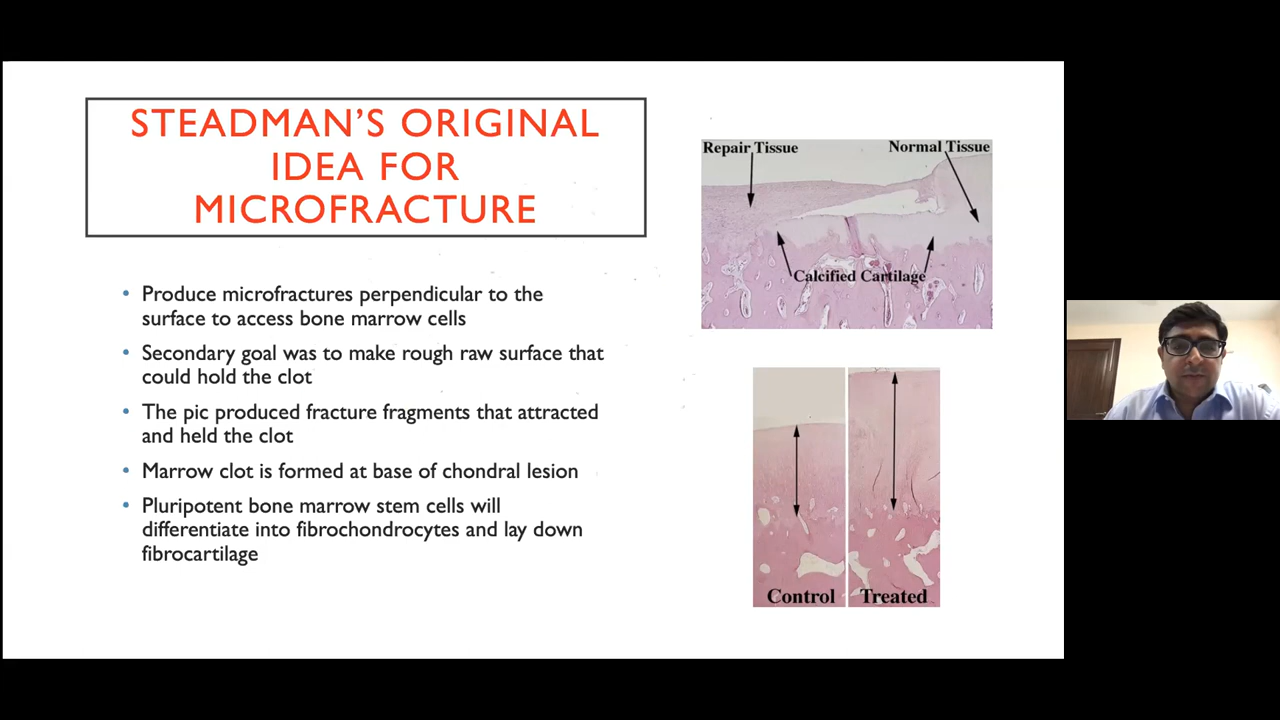 STEADMAN'S ORIGINAL
IDEA FOR
MICROFRACTURE
• Produce microfractures perpendicular to the
surface to access bone marrow cells
• Secondary goal was to make rough raw surface that
could hold the clot
• The pic produced fracture fragments that attracted
and held the clot
• Marrow clot is formed at base of chondral lesion
• Pluripotent bone marrow stem cells will
differentiate into fibrochondrocytes and lay down
fibrocartilage
Repair Tissue
Normal Tissue
Calcified Cartilage
Control
Treated